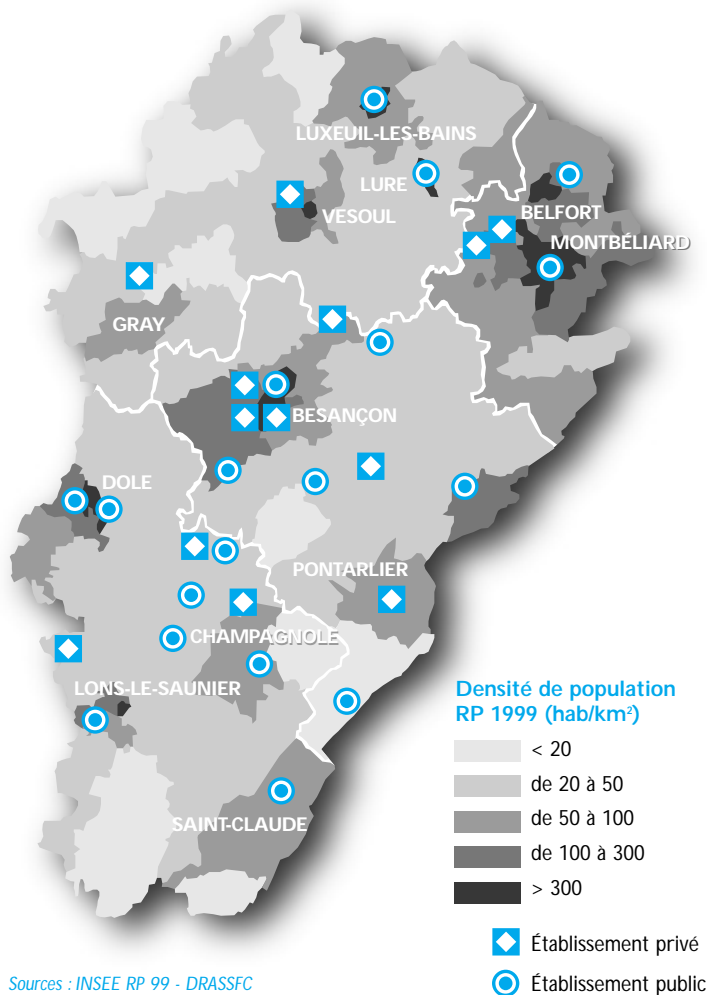 LUXEUIL-LES-BAINS
LURE
VESOUL
BELFORT
MONTBÉLIARD
GRAY
BESANÇON
DOLE
PONTARLIER
CHAMPAGNOLE
LONS-LE-SAUNIER
SAINT-CLAUDE
Densité de population
RP 1999 (hab/km²)
< 20
de 20 à 50
de 50 à 100
de 100 à 300
> 300
Établissement privé
Établissement public
Sources : INSEE RP 99 - DRASSFC